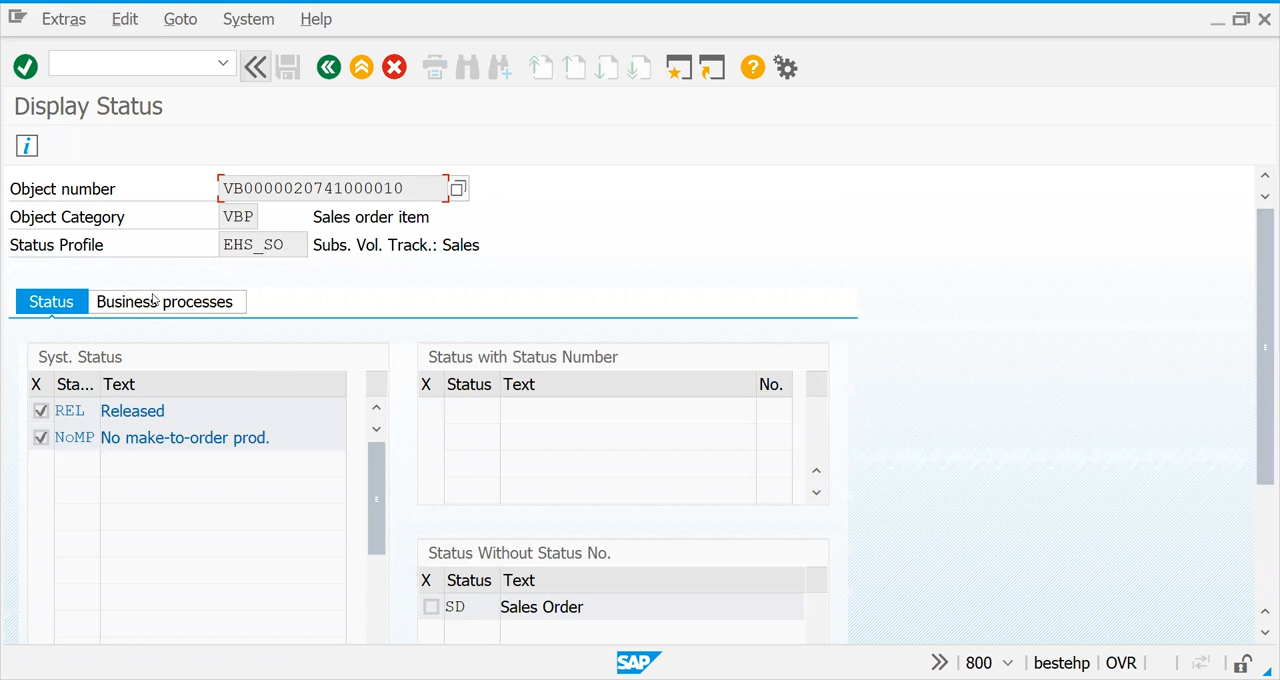 Extras Edit Goto System Help
Display Status
Object number VB0000020741000010
Object Category VBP Sales order item
Status Profile EHS_SO Subs. Vol. Track.: Sales
Status Business processes
Syst. Status
X Sta... Text
REL Released
NoMP No make-to-order prod.
Status with Status Number
X Status Text No.
Status Without Status No.
X Status Text
SD Sales Order
SAP 800 bestehp OVR